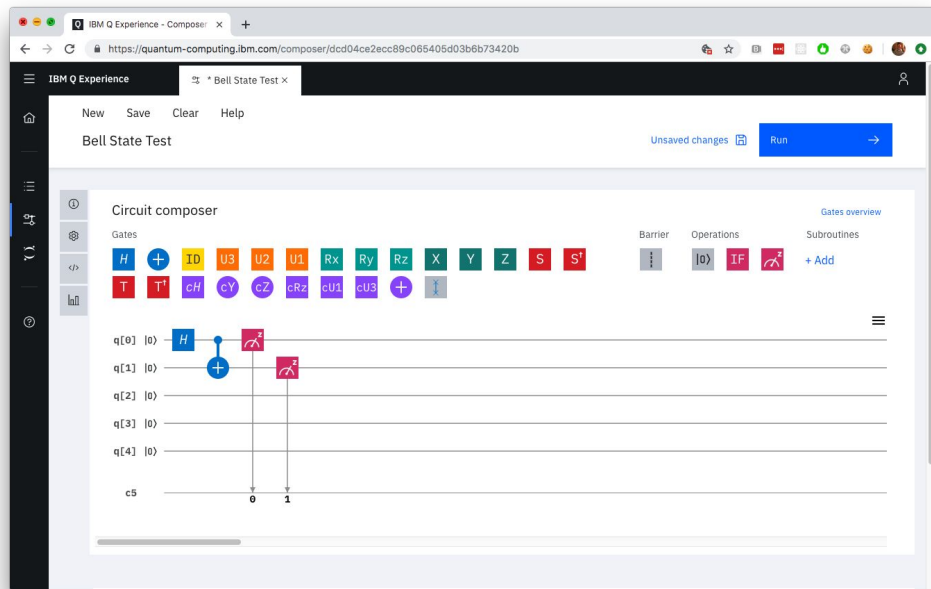 IBM Q Experience - Composer
https://quantum-computing.ibm.com/composer/dcd04ce2ecc89c065405d03b6b73420b
IBM Q Experience
* Bell State Test ×
New Save Clear Help
Bell State Test
Unsaved changes
Run →
Circuit composer
Gates overview
Gates
Barrier
Operations
Subroutines
H + ID U3 U2 U1 Rx Ry Rz X Y Z S S†
|0⟩ IF z
+ Add
T T† cH cY cZ cRz cU1 cU3 +
q[0] |0⟩ H z
q[1] |0⟩ + z
q[2] |0⟩
q[3] |0⟩
q[4] |0⟩
c5
0 1